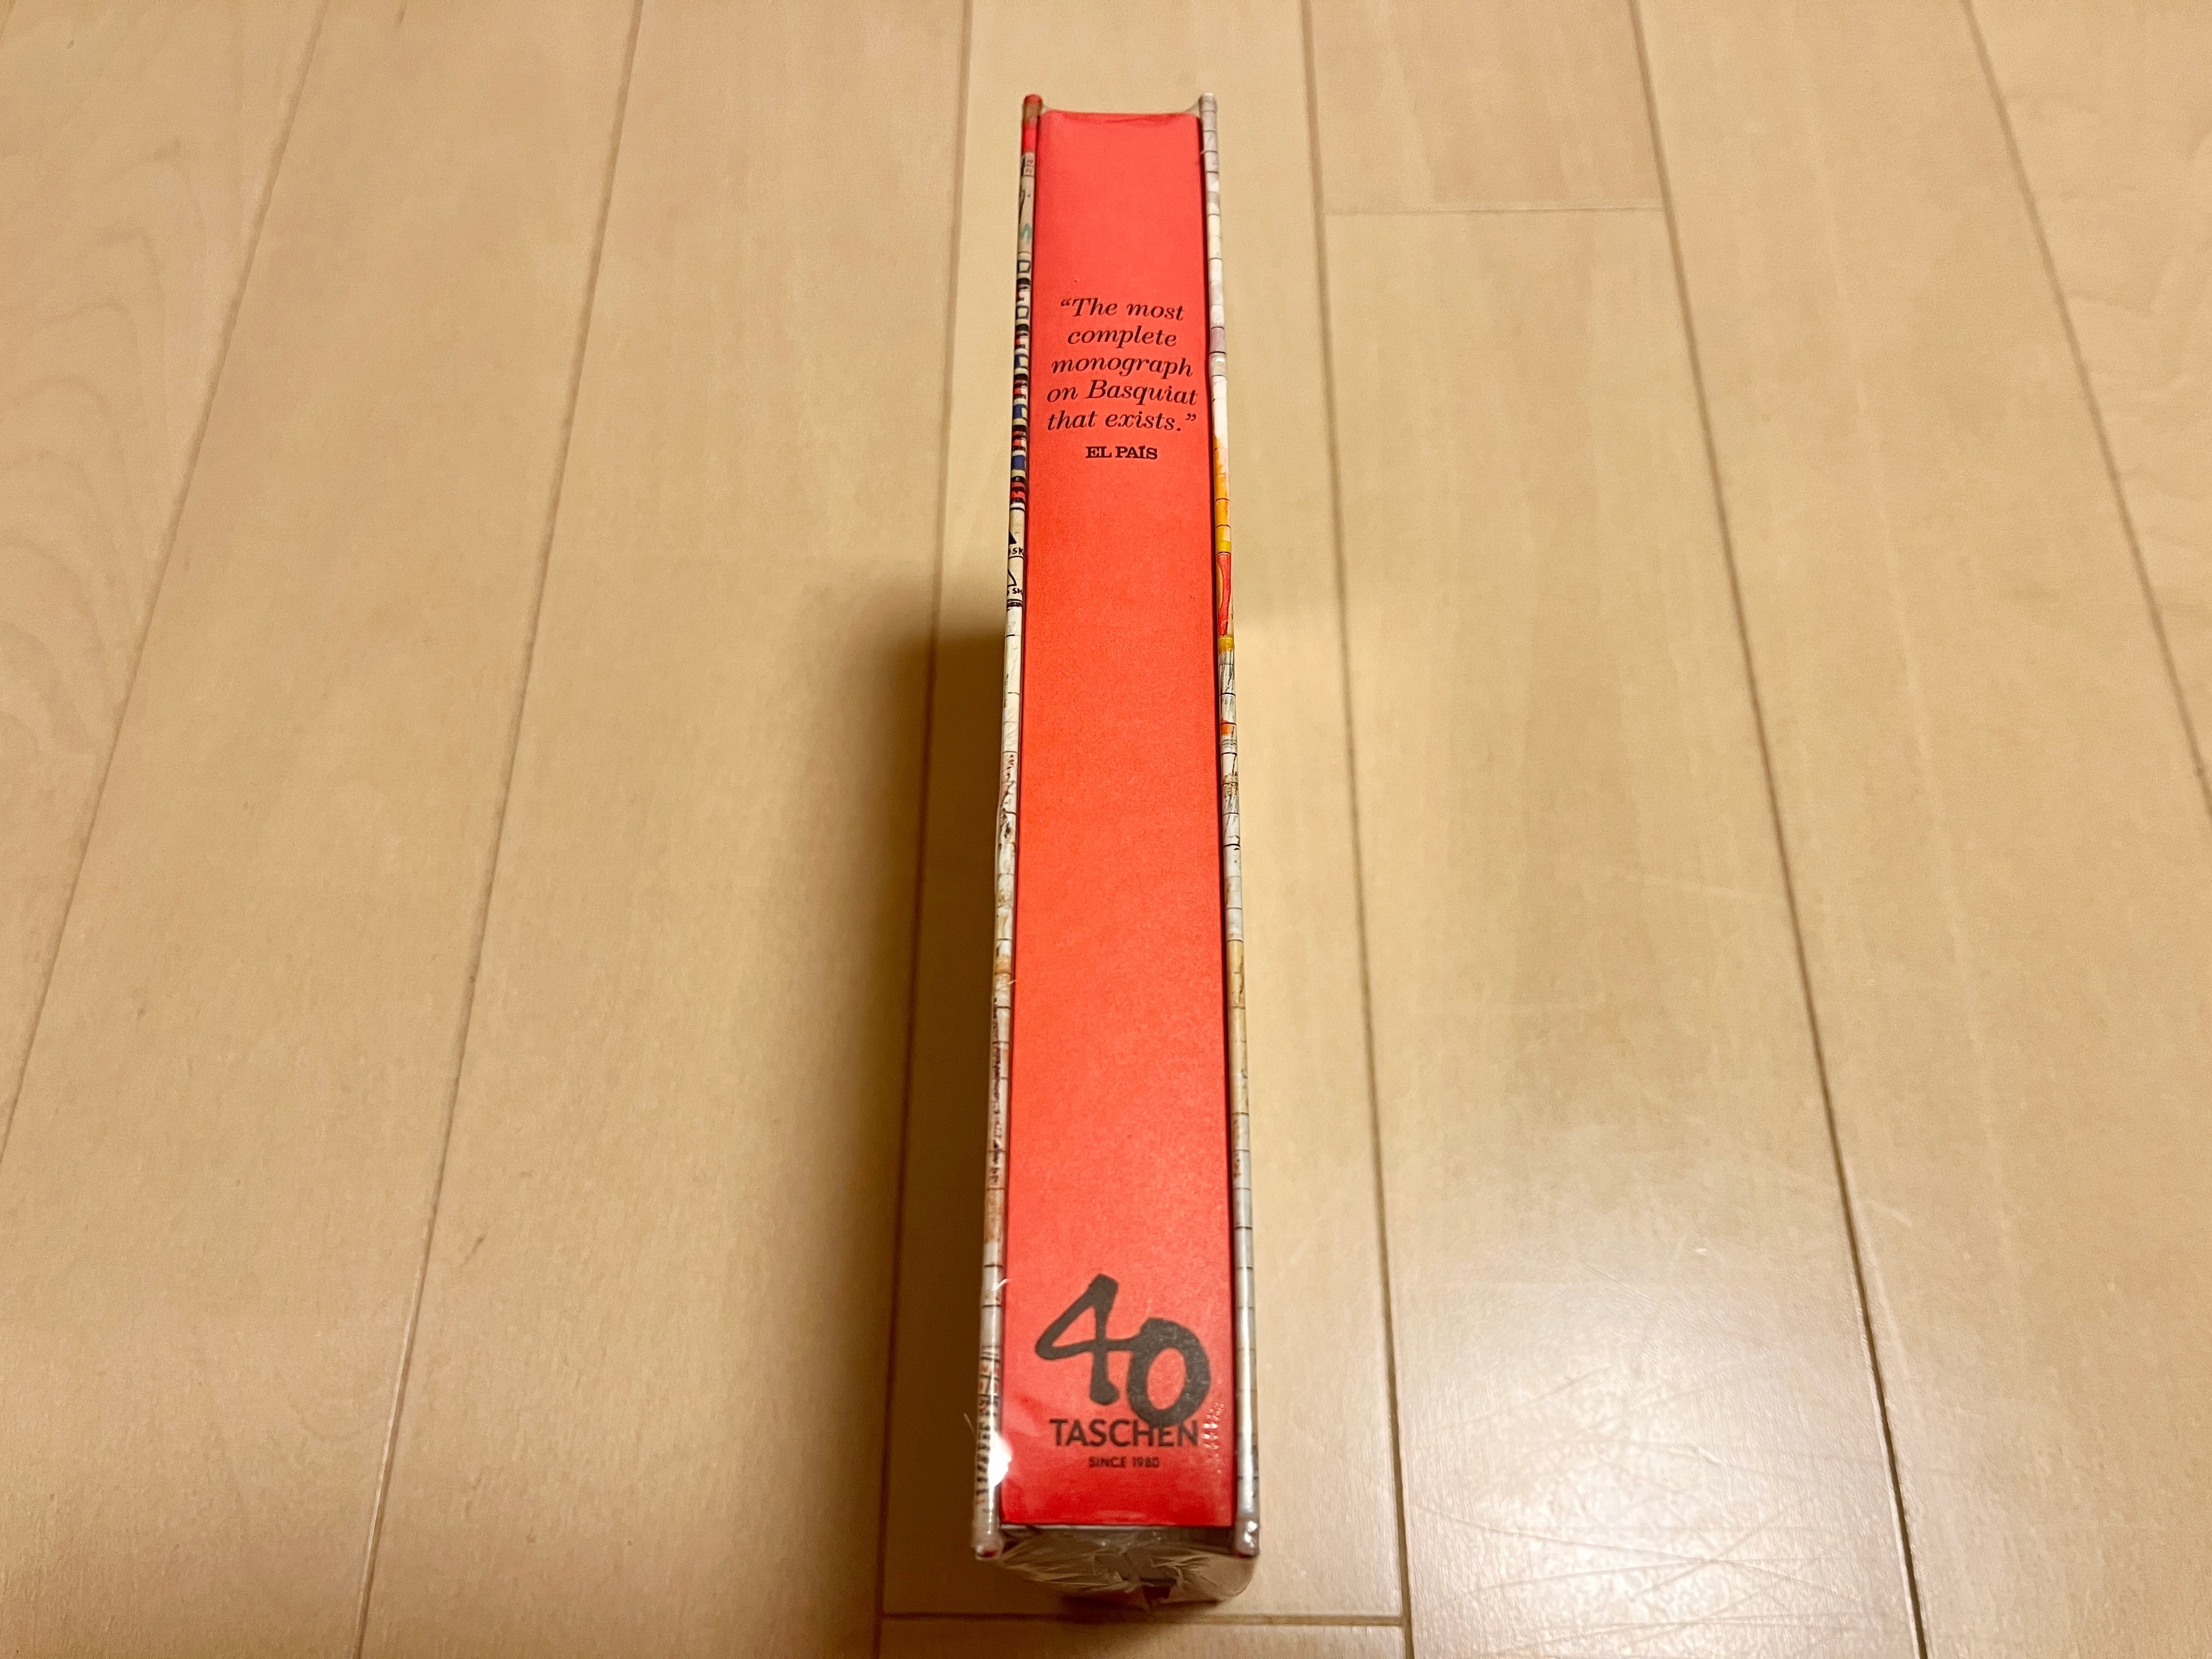 “The most
complete
monograph
on Basquiat
that exists.”
EL PAÍS
40
TASCHEN
SINCE 1980